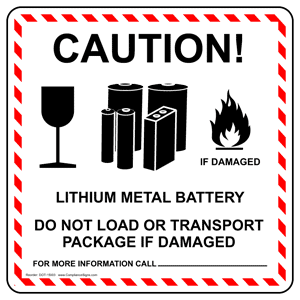 CAUTION!
IF DAMAGED
LITHIUM METAL BATTERY
DO NOT LOAD OR TRANSPORT
PACKAGE IF DAMAGED
FOR MORE INFORMATION CALL
www.ComplianceSigns.com